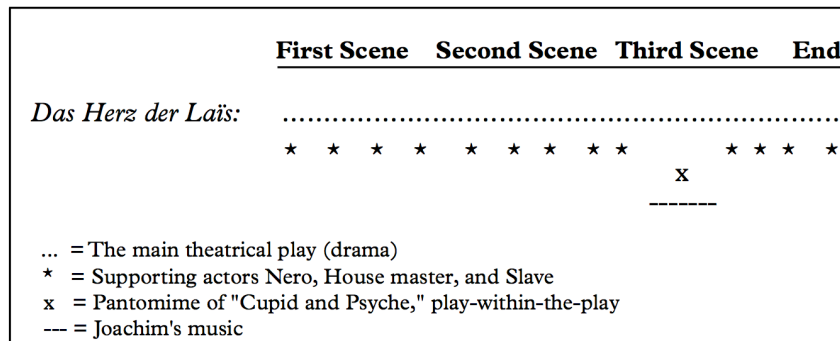 First Scene Second Scene Third Scene End
Das Herz der Laïs: ................................................................................
★ ★ ★ ★ ★ ★ ★ ★ ★ ★ ★ ★ ★
x
-------
... = The main theatrical play (drama)
★ = Supporting actors Nero, House master, and Slave
x = Pantomime of "Cupid and Psyche," play-within-the-play
--- = Joachim's music